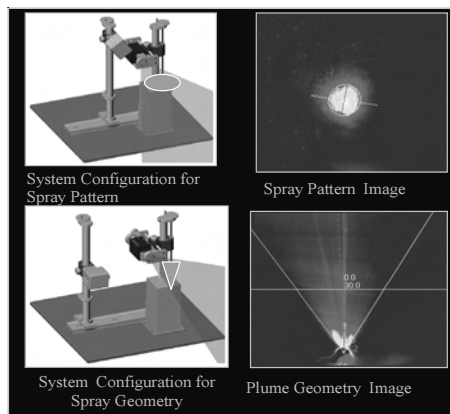 System Configuration for
Spray Pattern
Spray Pattern Image
0.0
30.0
System Configuration for
Spray Geometry
Plume Geometry Image